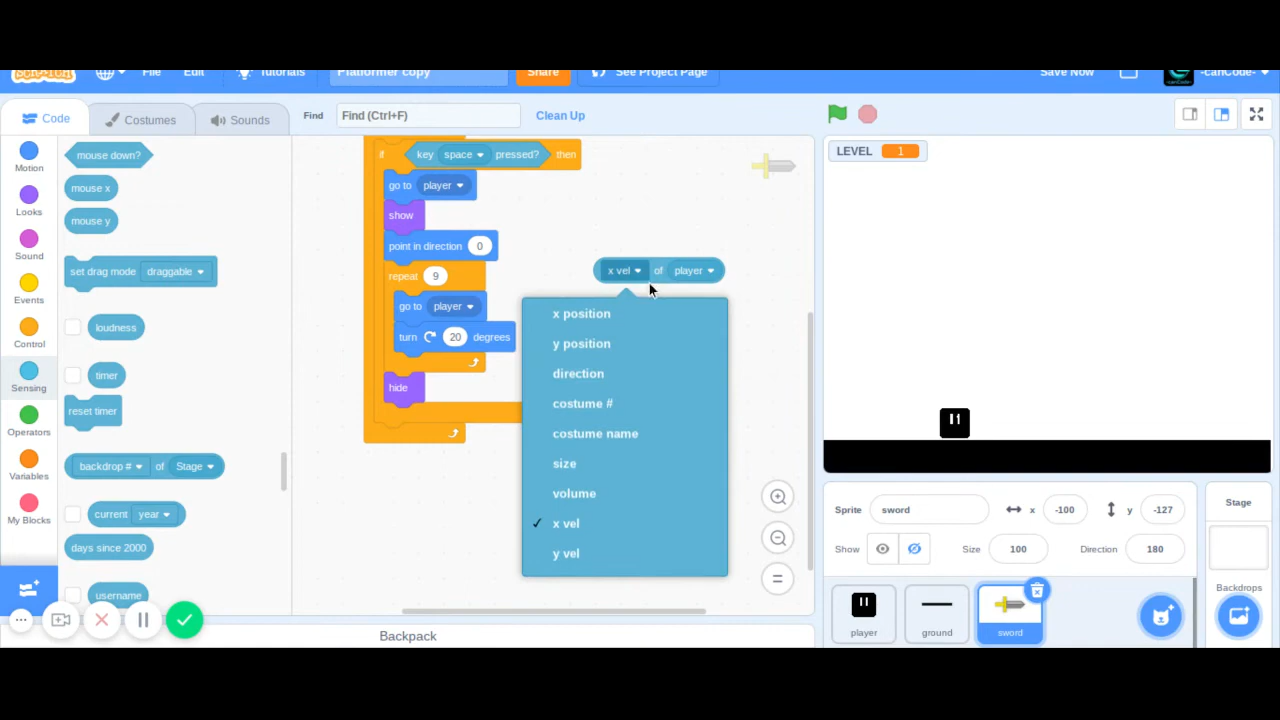 SCRATCH File Edit Tutorials Platformer copy Share See Project Page Save Now -canCode-
Code Costumes Sounds Find Find (Ctrl+F) Clean Up
Motion
Looks
Sound
Events
Control
Sensing
Operators
Variables
My Blocks
mouse down?
mouse x
mouse y
set drag mode draggable
loudness
timer
reset timer
backdrop # of Stage
current year
days since 2000
username
if key space pressed? then
go to player
show
point in direction 0
repeat 9
go to player
turn 20 degrees
hide
x vel of player
x position
y position
direction
costume #
costume name
size
volume
✓ x vel
y vel
Backpack
LEVEL 1
Sprite sword x -100 y -127
Show Size 100 Direction 180
player
ground
sword
Stage
Backdrops